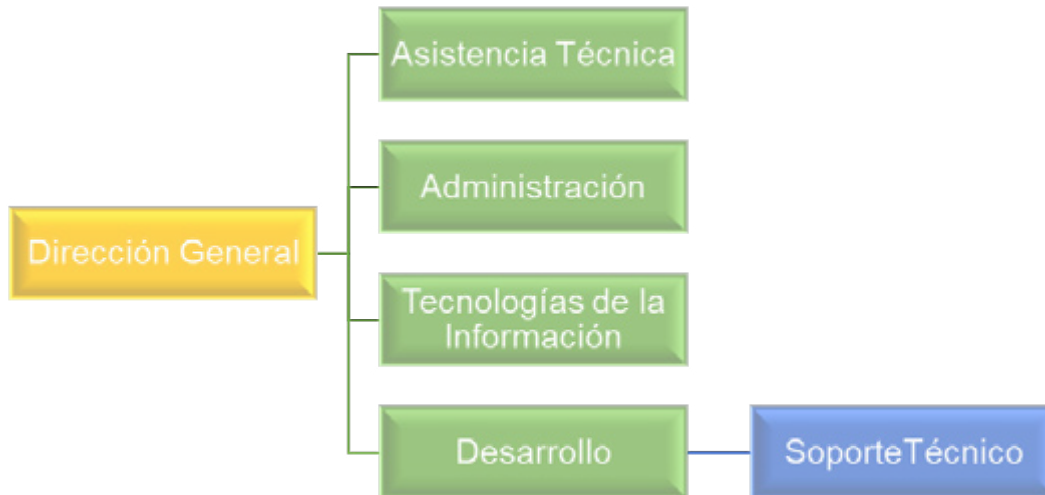 Asistencia Técnica
Administración
Dirección General
Tecnologías de la
Información
Desarrollo
SoporteTécnico